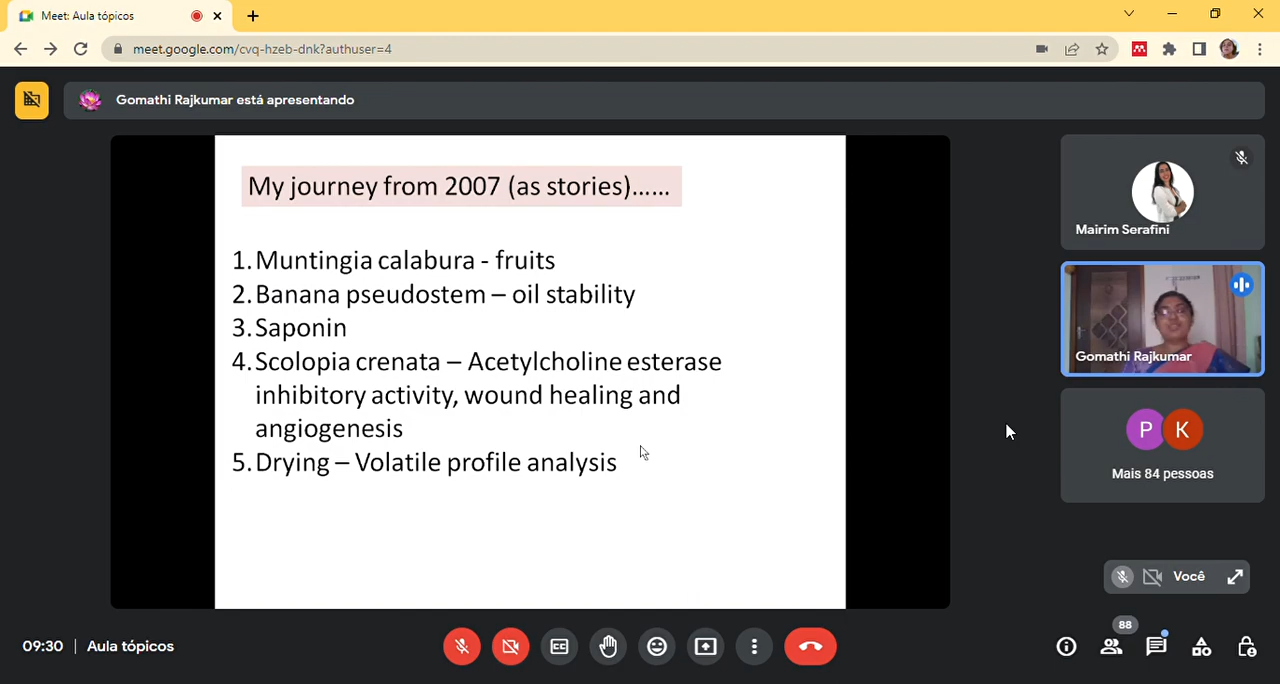 Meet: Aula tópicos
meet.google.com/cvq-hzeb-dnk?authuser=4
Gomathi Rajkumar está apresentando
My journey from 2007 (as stories)......
1. Muntingia calabura - fruits
2. Banana pseudostem – oil stability
3. Saponin
4. Scolopia crenata – Acetylcholine esterase
inhibitory activity, wound healing and
angiogenesis
5. Drying – Volatile profile analysis
Mairim Serafini
Gomathi Rajkumar
P K
Mais 84 pessoas
Você
88
09:30 | Aula tópicos